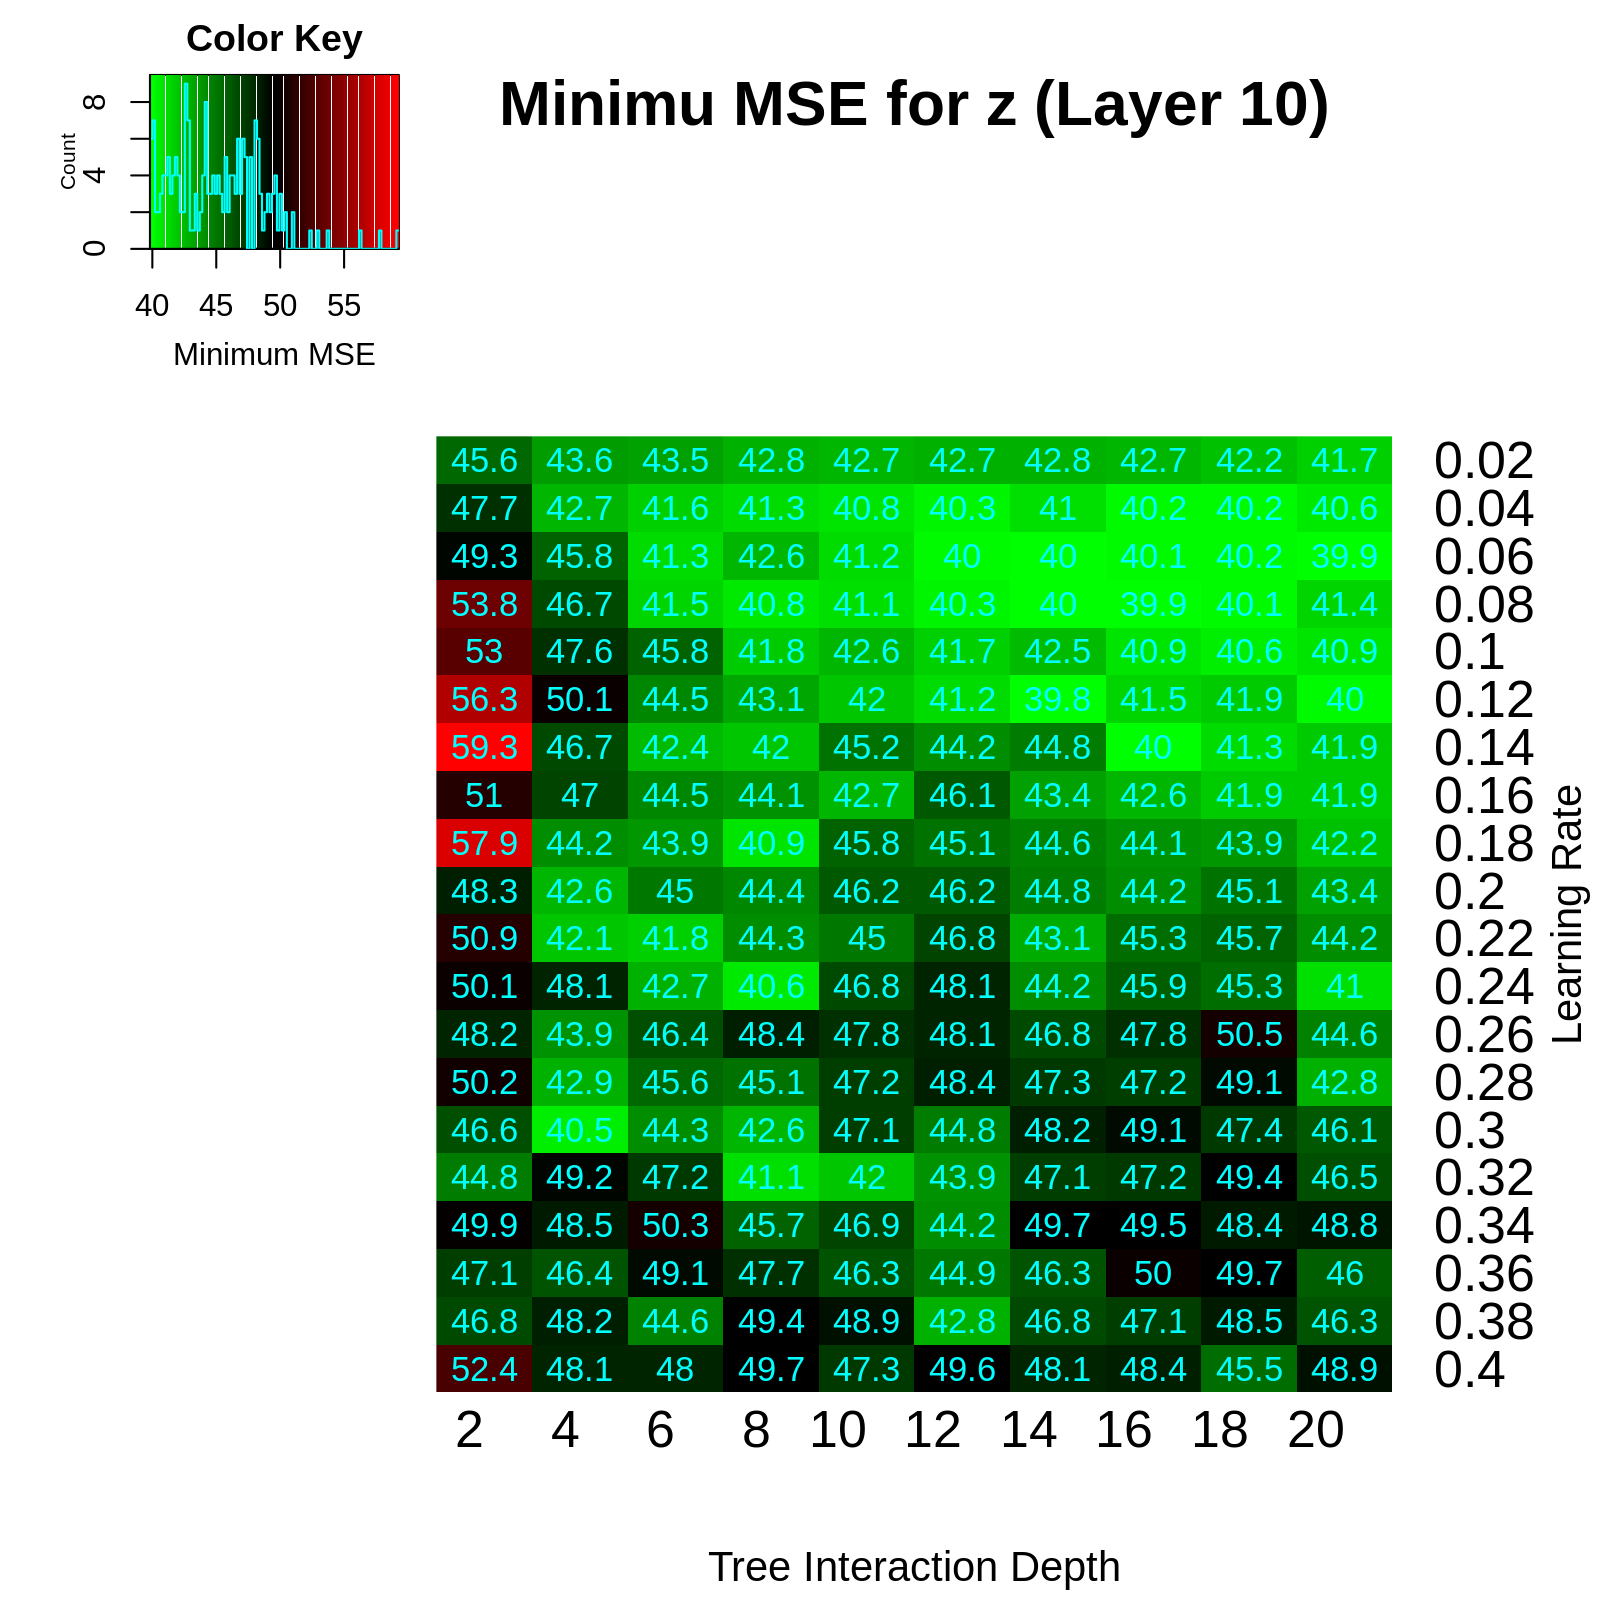 Color Key
Minimu MSE for z (Layer 10)
Count
0 4 8
40 45 50 55
Minimum MSE
45.6 43.6 43.5 42.8 42.7 42.7 42.8 42.7 42.2 41.7 0.02
47.7 42.7 41.6 41.3 40.8 40.3 41 40.2 40.2 40.6 0.04
49.3 45.8 41.3 42.6 41.2 40 40 40.1 40.2 39.9 0.06
53.8 46.7 41.5 40.8 41.1 40.3 40 39.9 40.1 41.4 0.08
53 47.6 45.8 41.8 42.6 41.7 42.5 40.9 40.6 40.9 0.1
56.3 50.1 44.5 43.1 42 41.2 39.8 41.5 41.9 40 0.12
59.3 46.7 42.4 42 45.2 44.2 44.8 40 41.3 41.9 0.14
51 47 44.5 44.1 42.7 46.1 43.4 42.6 41.9 41.9 0.16
57.9 44.2 43.9 40.9 45.8 45.1 44.6 44.1 43.9 42.2 0.18
48.3 42.6 45 44.4 46.2 46.2 44.8 44.2 45.1 43.4 0.2
50.9 42.1 41.8 44.3 45 46.8 43.1 45.3 45.7 44.2 0.22
50.1 48.1 42.7 40.6 46.8 48.1 44.2 45.9 45.3 41 0.24
48.2 43.9 46.4 48.4 47.8 48.1 46.8 47.8 50.5 44.6 0.26
50.2 42.9 45.6 45.1 47.2 48.4 47.3 47.2 49.1 42.8 0.28
46.6 40.5 44.3 42.6 47.1 44.8 48.2 49.1 47.4 46.1 0.3
44.8 49.2 47.2 41.1 42 43.9 47.1 47.2 49.4 46.5 0.32
49.9 48.5 50.3 45.7 46.9 44.2 49.7 49.5 48.4 48.8 0.34
47.1 46.4 49.1 47.7 46.3 44.9 46.3 50 49.7 46 0.36
46.8 48.2 44.6 49.4 48.9 42.8 46.8 47.1 48.5 46.3 0.38
52.4 48.1 48 49.7 47.3 49.6 48.1 48.4 45.5 48.9 0.4
Learning Rate
2 4 6 8 10 12 14 16 18 20
Tree Interaction Depth